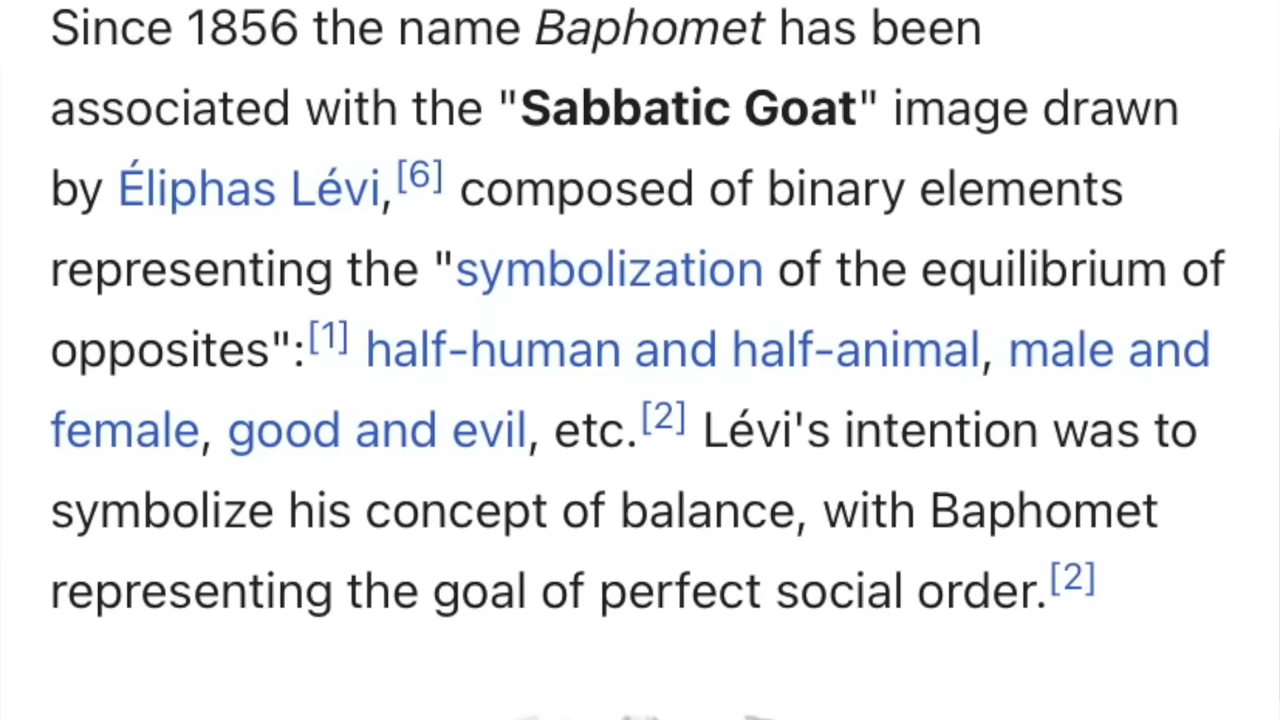 Since 1856 the name Baphomet has been
associated with the "Sabbatic Goat" image drawn
by Éliphas Lévi,[6] composed of binary elements
representing the "symbolization of the equilibrium of
opposites":[1] half-human and half-animal, male and
female, good and evil, etc.[2] Lévi's intention was to
symbolize his concept of balance, with Baphomet
representing the goal of perfect social order.[2]